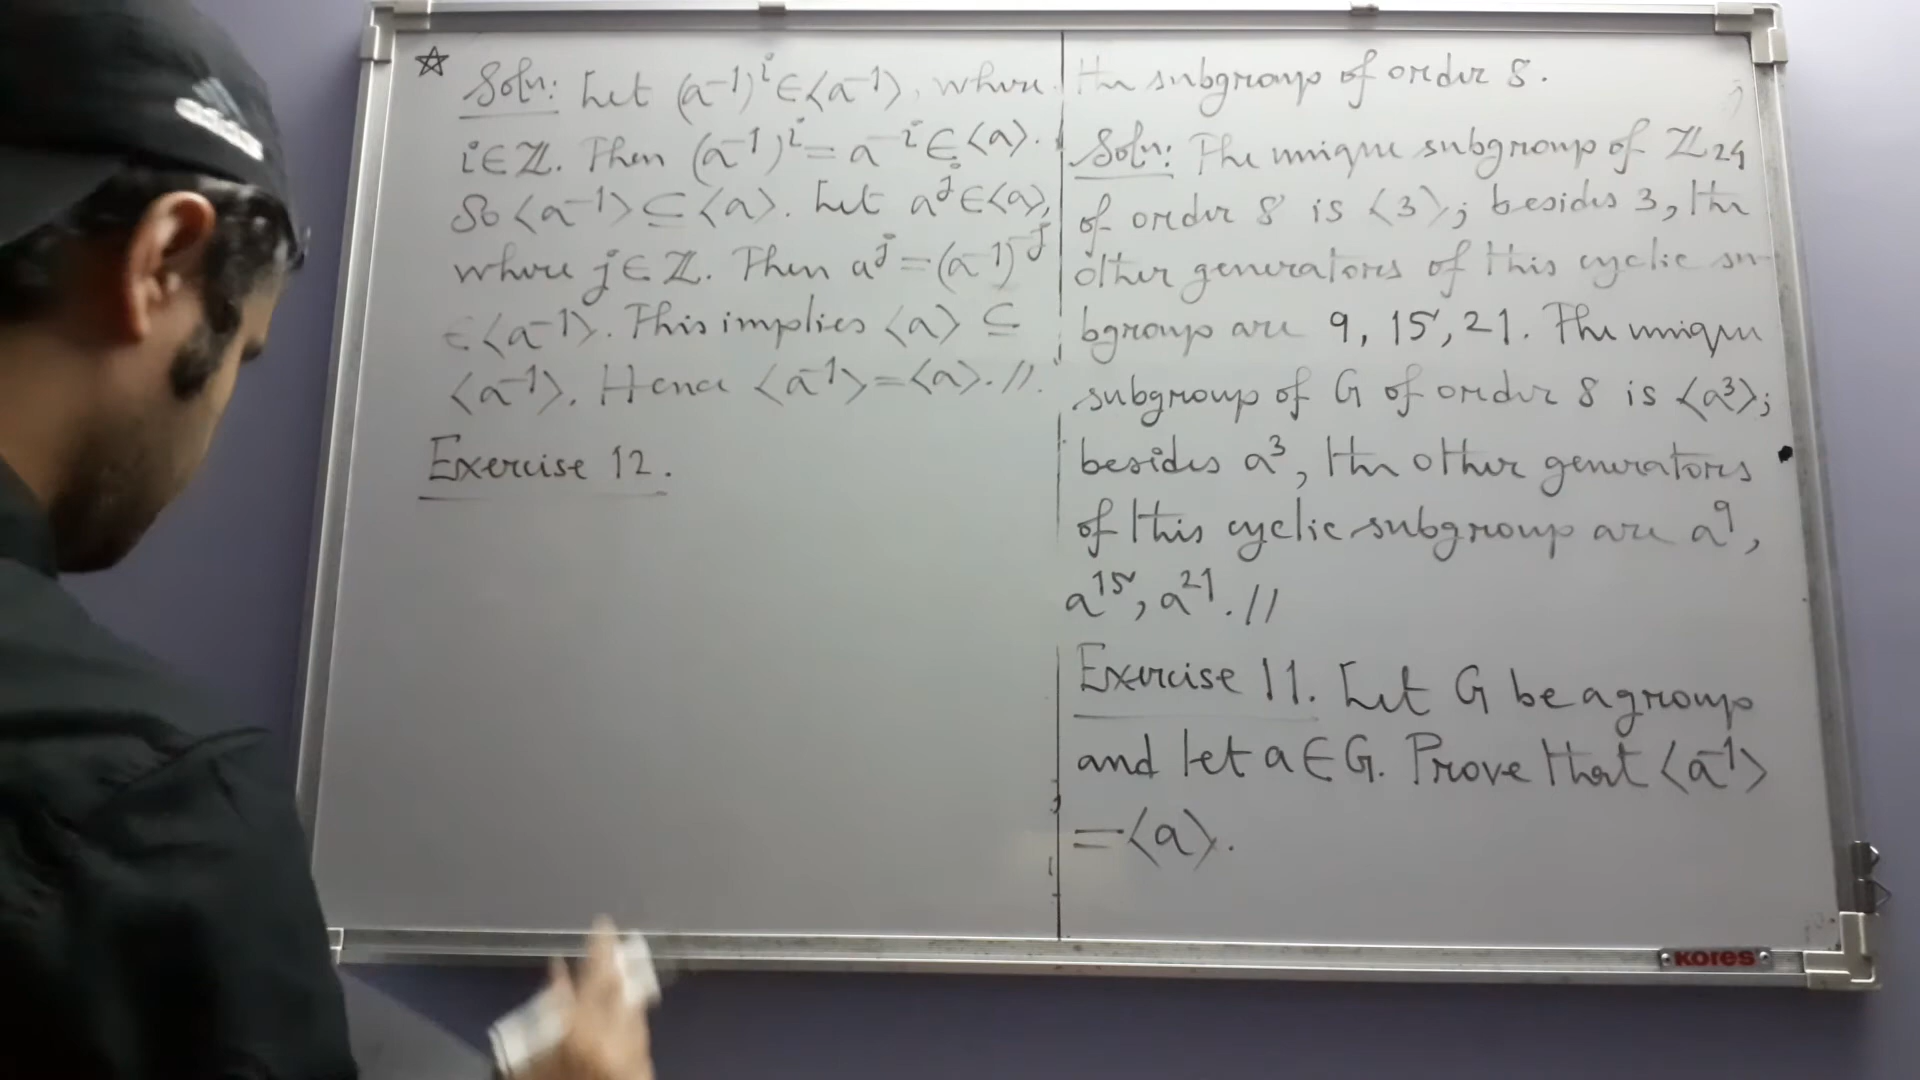 ☆ Soln: Let (a⁻¹)ⁱ ∈ ⟨a⁻¹⟩, where
i ∈ ℤ. Then (a⁻¹)ⁱ = a⁻ⁱ ∈ ⟨a⟩.
So ⟨a⁻¹⟩ ⊆ ⟨a⟩. Let aʲ ∈ ⟨a⟩,
where j ∈ ℤ. Then aʲ = (a⁻¹)⁻ʲ
∈ ⟨a⁻¹⟩. This implies ⟨a⟩ ⊆
⟨a⁻¹⟩. Hence ⟨a⁻¹⟩ = ⟨a⟩. //.
Exercise 12.
the subgroup of order 8.
Soln: The unique subgroup of ℤ₂₄
of order 8 is ⟨3⟩; besides 3, the
other generators of this cyclic su-
bgroup are 9, 15, 21. The unique
subgroup of G of order 8 is ⟨a³⟩;
besides a³, the other generators
of this cyclic subgroup are a⁹,
a¹⁵, a²¹. //
Exercise 11. Let G be a group
and let a ∈ G. Prove that ⟨a⁻¹⟩
= ⟨a⟩.
KORES
adidas